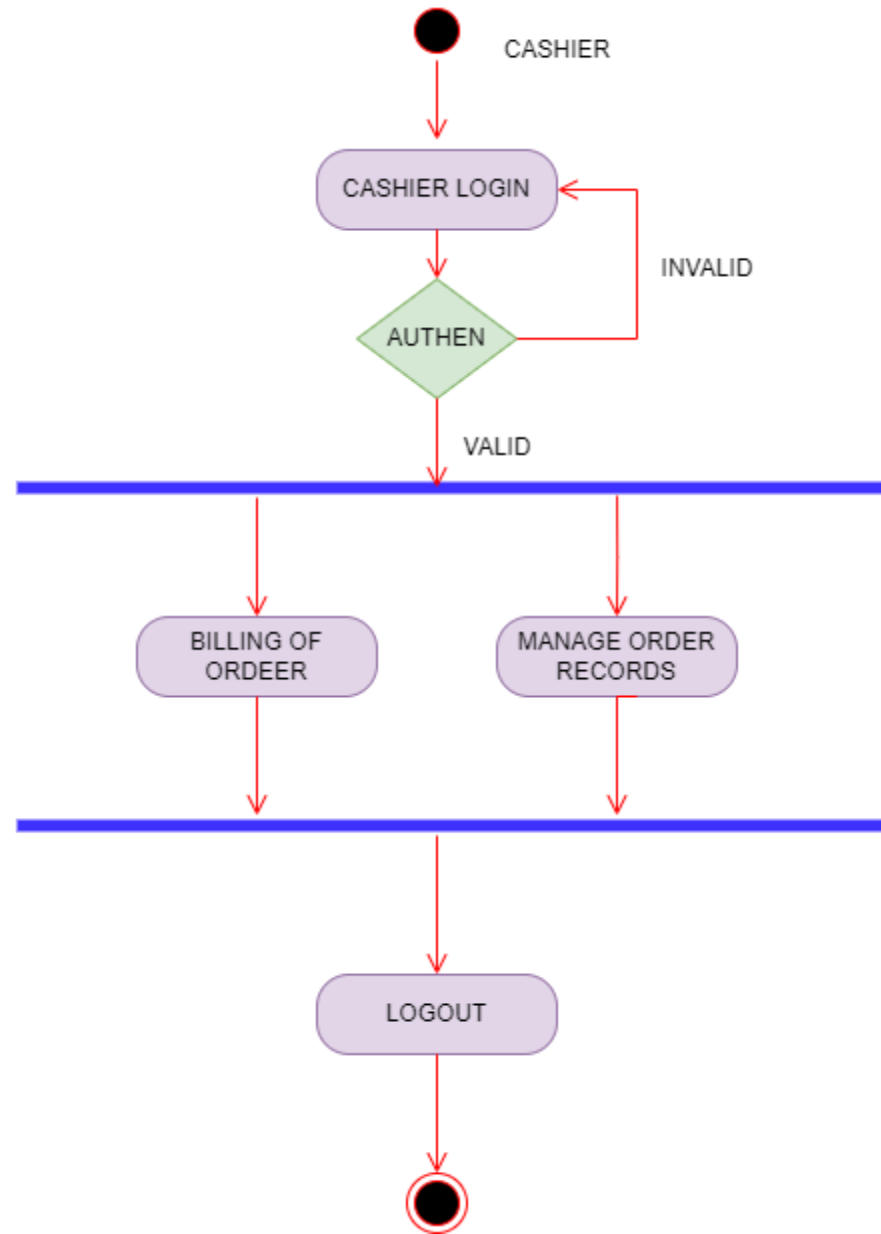 CASHIER
CASHIER LOGIN
INVALID
AUTHEN
VALID
BILLING OF
ORDEER
MANAGE ORDER
RECORDS
LOGOUT